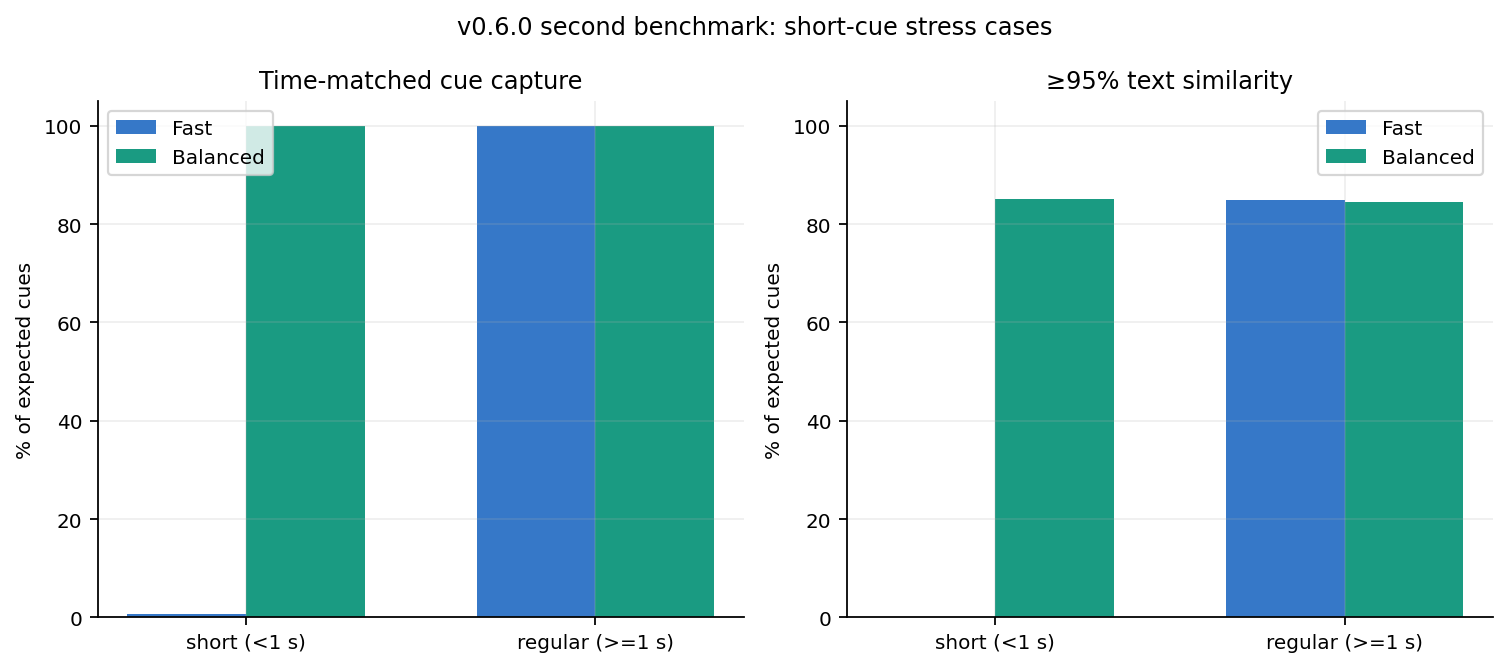 v0.6.0 second benchmark: short-cue stress cases
Time-matched cue capture
% of expected cues
100
80
60
40
20
0
Fast
Balanced
short (<1 s)
regular (>=1 s)
≥95% text similarity
% of expected cues
100
80
60
40
20
0
Fast
Balanced
short (<1 s)
regular (>=1 s)